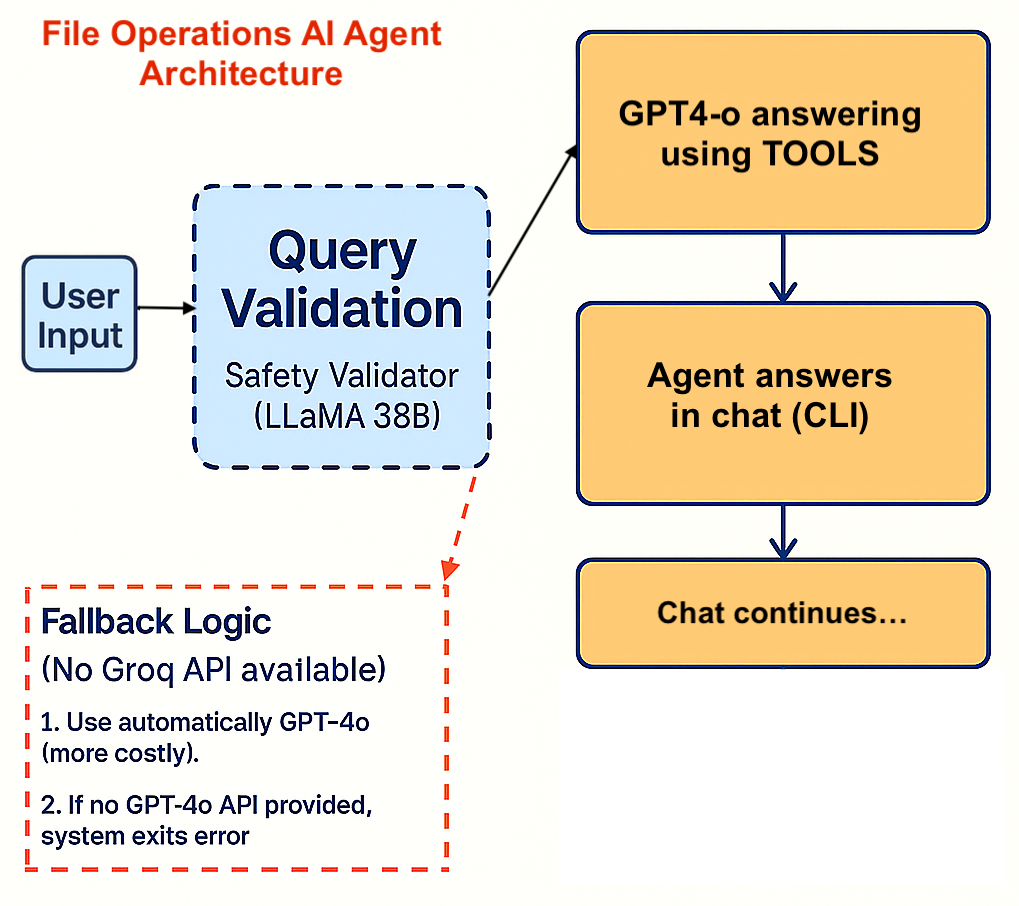 File Operations AI Agent
Architecture
User
Input
Query
Validation
Safety Validator
(LLaMA 38B)
GPT4-o answering
using TOOLS
Agent answers
in chat (CLI)
Chat continues...
Fallback Logic
(No Groq API available)
1. Use automatically GPT-4o
(more costly).
2. If no GPT-4o API provided,
system exits error